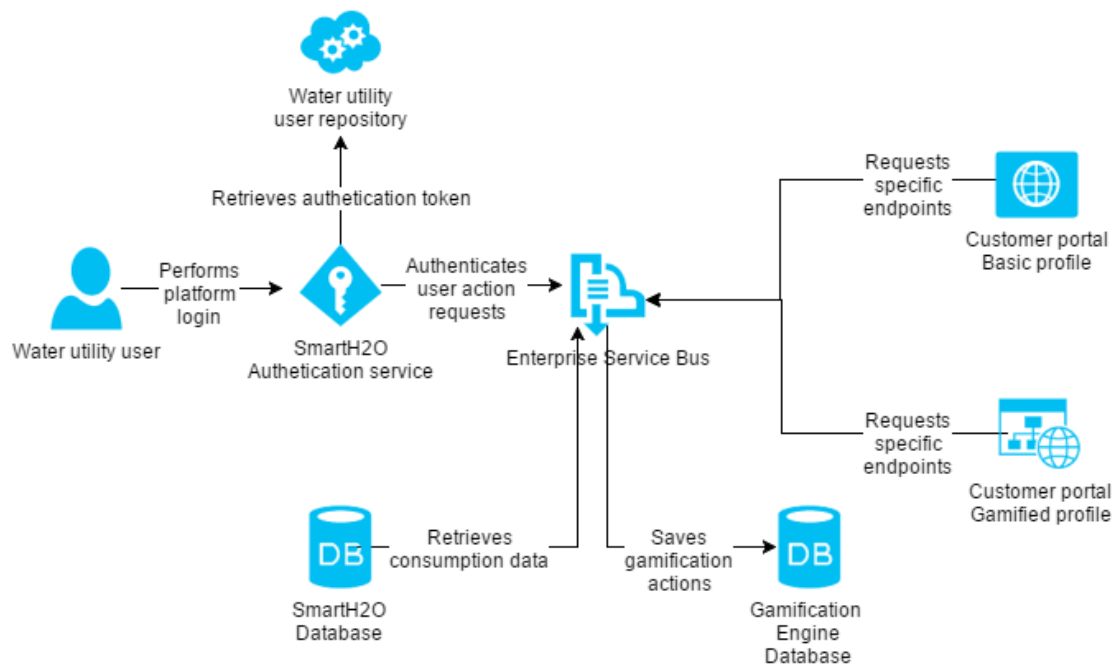 Water utility
user repository
Retrieves authetication token
Requests
specific
endpoints
Customer portal
Basic profile
Performs
platform
login
Authenticates
user action
requests
Water utility user
SmartH2O
Authetication service
Enterprise Service Bus
Requests
specific
endpoints
Customer portal
Gamified profile
DB
Retrieves
consumption data
Saves
gamification
actions
DB
SmartH2O
Database
Gamification
Engine
Database